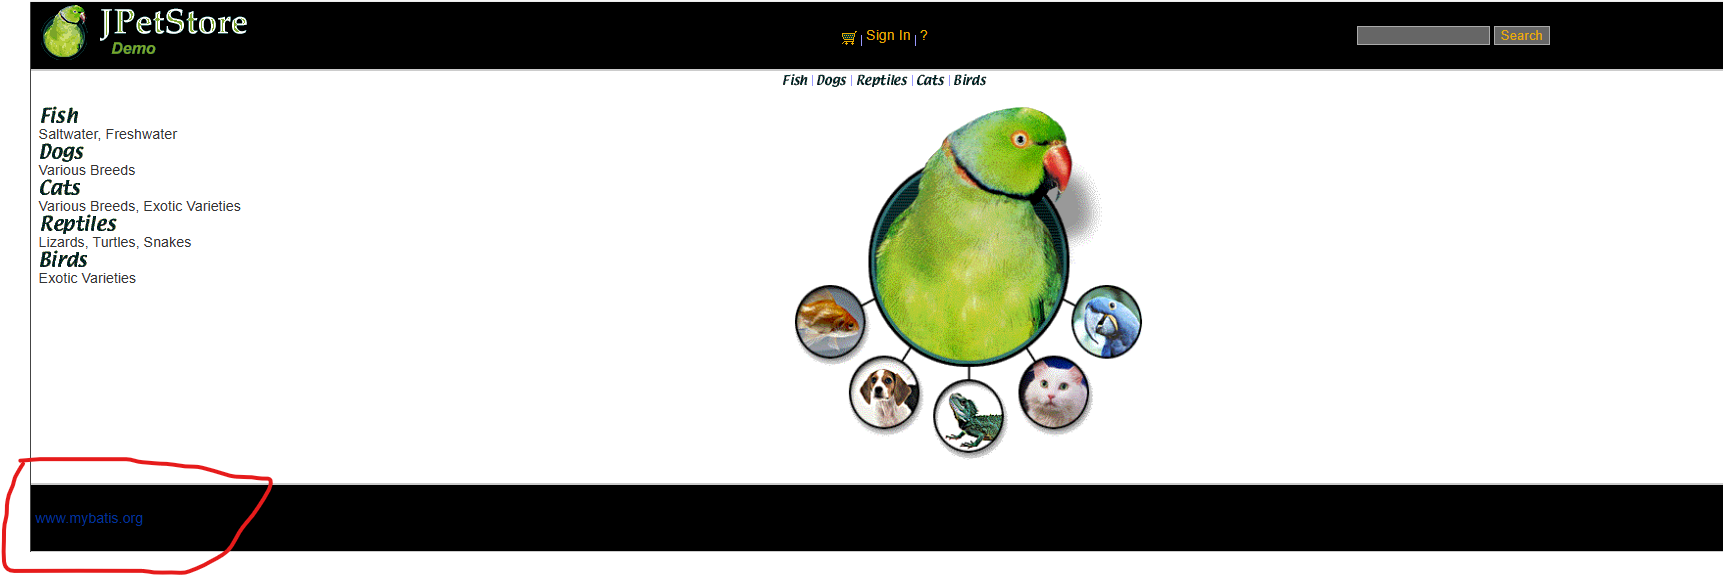 JPetStore
Demo
| Sign In | ?
Search
Fish | Dogs | Reptiles | Cats | Birds
Fish
Saltwater, Freshwater
Dogs
Various Breeds
Cats
Various Breeds, Exotic Varieties
Reptiles
Lizards, Turtles, Snakes
Birds
Exotic Varieties
www.mybatis.org